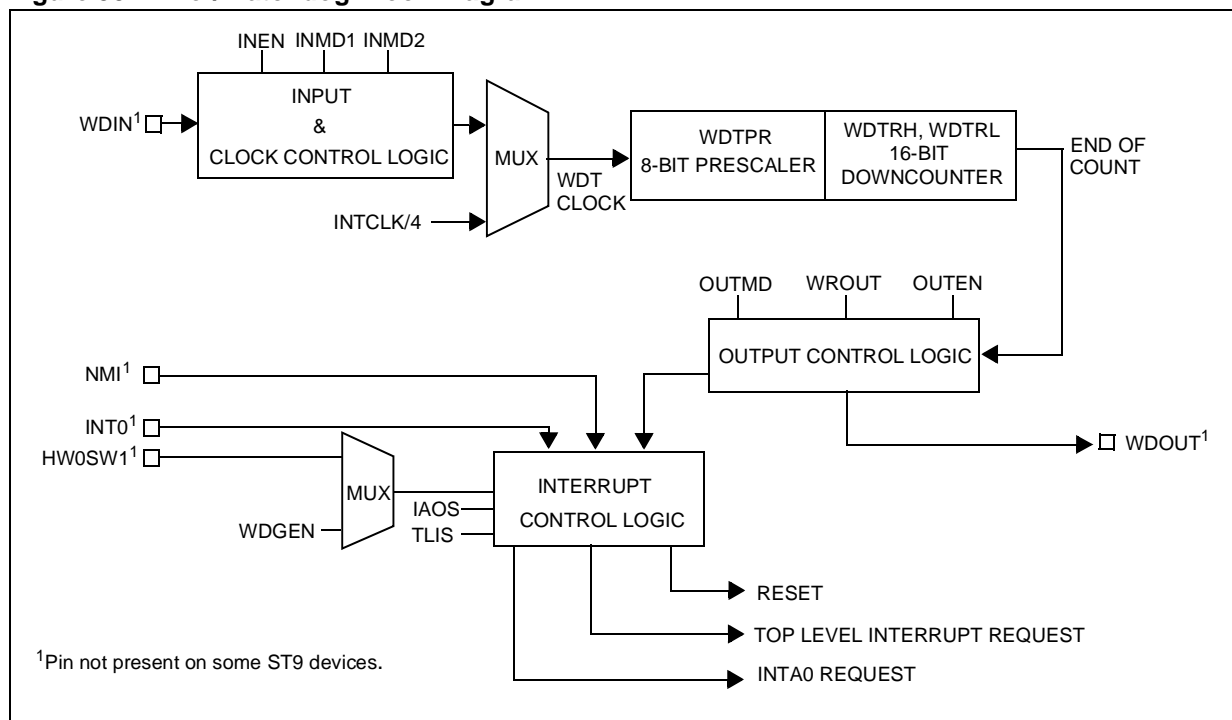 INEN INMD1 INMD2
INPUT
&
CLOCK CONTROL LOGIC
WDIN1
MUX
WDT
CLOCK
INTCLK/4
WDTPR
8-BIT PRESCALER
WDTRH, WDTRL
16-BIT
DOWNCOUNTER
END OF
COUNT
OUTMD WROUT OUTEN
OUTPUT CONTROL LOGIC
NMI1
INT01
HW0SW11
MUX
WDGEN
IAOS
TLIS
INTERRUPT
CONTROL LOGIC
WDOUT1
RESET
TOP LEVEL INTERRUPT REQUEST
INTA0 REQUEST
1Pin not present on some ST9 devices.